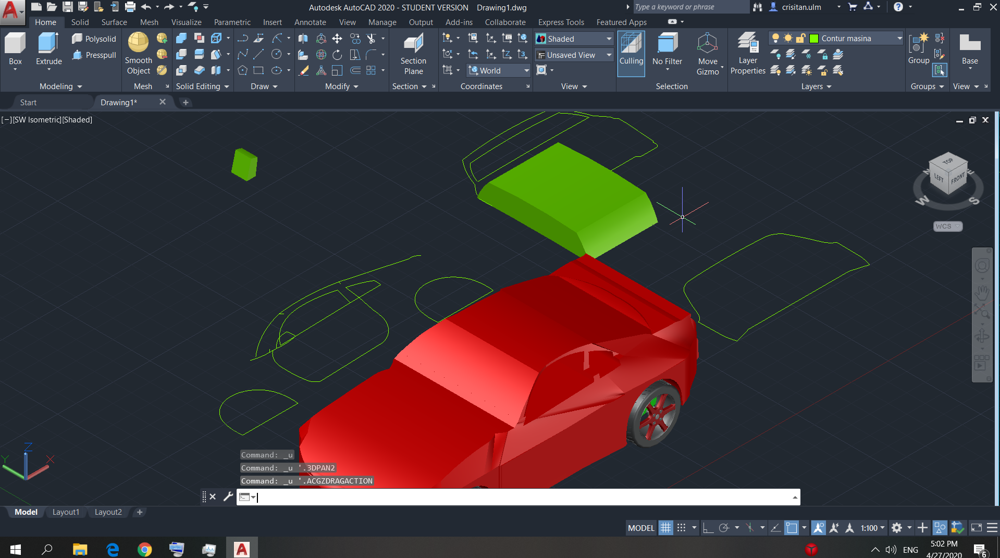 Autodesk AutoCAD 2020 - STUDENT VERSION Drawing1.dwg
Type a keyword or phrase
crisitan.ulm
Home Solid Surface Mesh Visualize Parametric Insert Annotate View Manage Output Add-ins Collaborate Express Tools Featured Apps
Box
Extrude
Polysolid
Presspull
Smooth
Object
Section
Plane
World
Shaded
Unsaved View
Culling
No Filter
Move
Gizmo
Layer
Properties
Contur masina
Group
Base
Modeling
Mesh
Solid Editing
Draw
Modify
Section
Coordinates
View
Selection
Layers
Groups
View
Start
Drawing1*
[−][SW Isometric][Shaded]
TOP
LEFT
FRONT
N
E
W
S
WCS
Z
Y
X
Command: _u
Command: _u '.3DPAN2
Command: _u '.ACGZDRAGACTION
Model Layout1 Layout2
MODEL
1:100
ENG
5:02 PM
4/27/2020
6